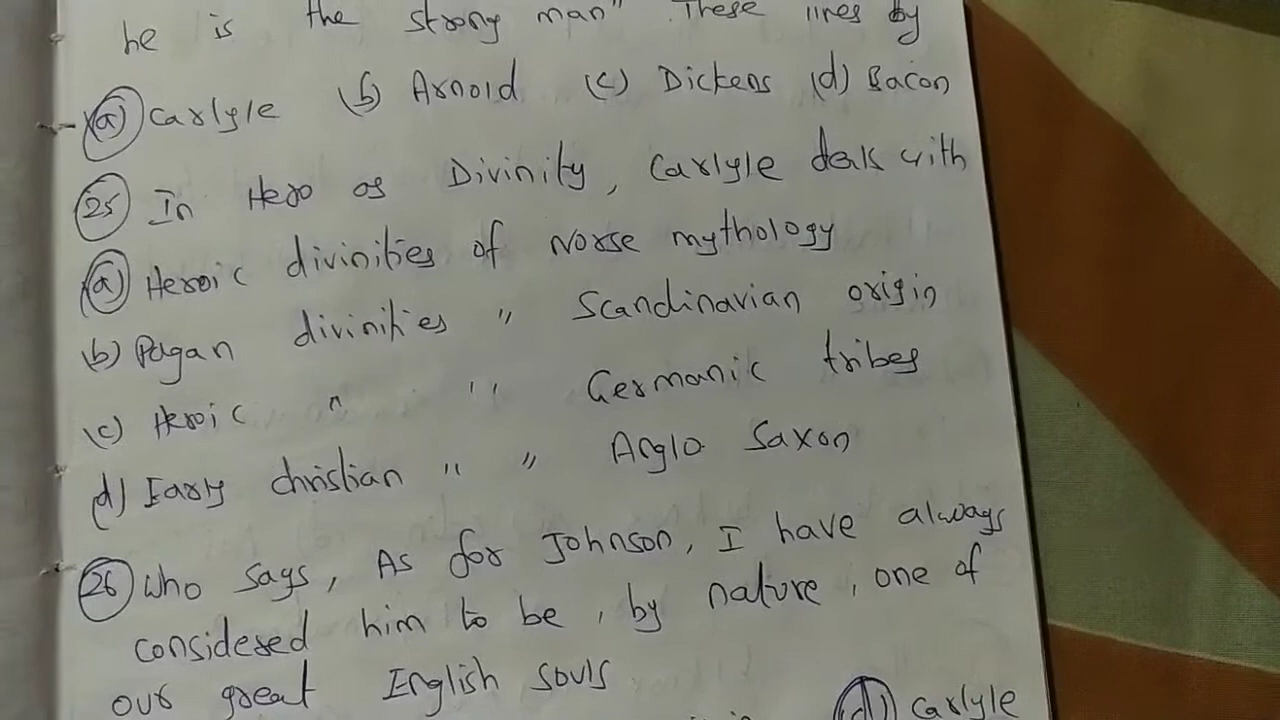 he is the strong man" These lines by
(a) Carlyle (b) Arnold (c) Dickens (d) Bacon
(25) In Hero as Divinity, Carlyle deals with
(a) Heroic divinities of Norse mythology
(b) Pagan divinities " Scandinavian origin
(c) Heroic " " Germanic tribes
(d) Early christian " " Anglo Saxon
(26) Who says, As for Johnson, I have always
considered him to be, by nature, one of
our great English souls
(d) Carlyle